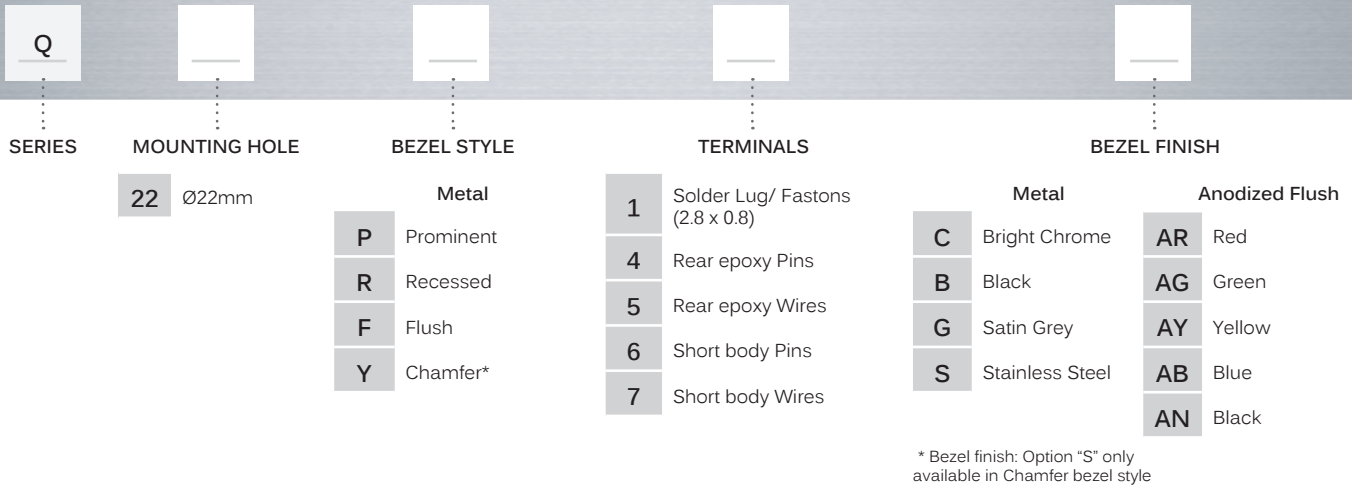 Q
SERIES
MOUNTING HOLE
22 Ø22mm
BEZEL STYLE
Metal
P Prominent
R Recessed
F Flush
Y Chamfer*
TERMINALS
1 Solder Lug/ Fastons
(2.8 x 0.8)
4 Rear epoxy Pins
5 Rear epoxy Wires
6 Short body Pins
7 Short body Wires
BEZEL FINISH
Metal
C Bright Chrome
B Black
G Satin Grey
S Stainless Steel
Anodized Flush
AR Red
AG Green
AY Yellow
AB Blue
AN Black
* Bezel finish: Option “S” only
available in Chamfer bezel style